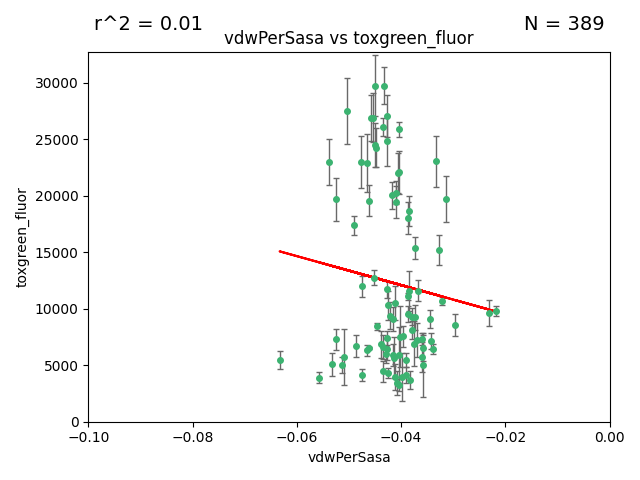 r^2 = 0.01
N = 389
vdwPerSasa vs toxgreen_fluor
30000
25000
20000
15000
10000
5000
0
toxgreen_fluor
−0.10
−0.08
−0.06
−0.04
−0.02
0.00
vdwPerSasa